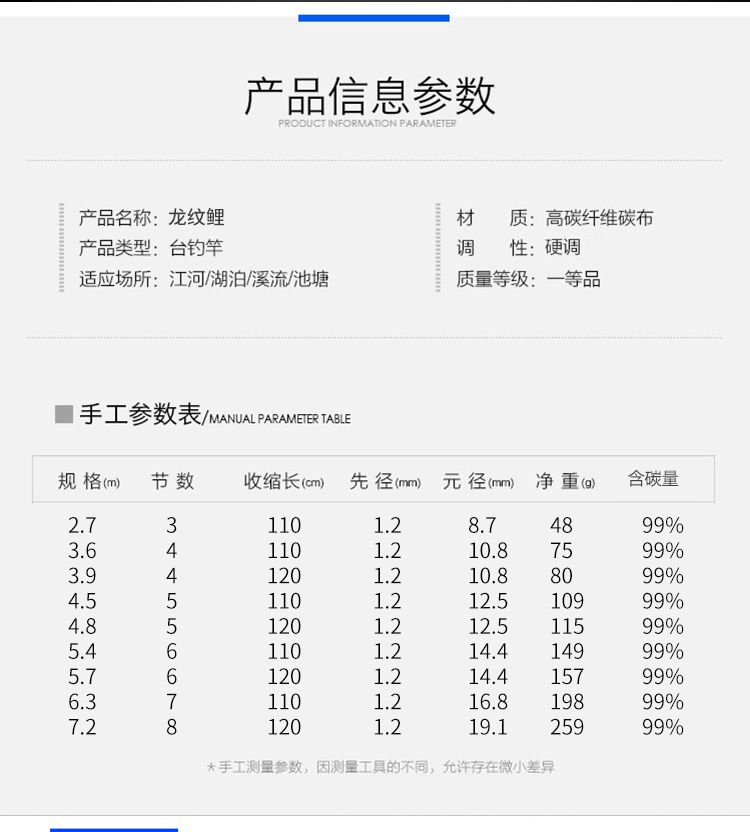 产品信息参数
PRODUCT INFORMATION PARAMETER
产品名称：龙纹鲤
产品类型：台钓竿
适应场所：江河/湖泊/溪流/池塘
材 质：高碳纤维碳布
调 性：硬调
质量等级：一等品
手工参数表/MANUAL PARAMETER TABLE
规 格(m) 节 数 收缩长(cm) 先 径(mm) 元 径(mm) 净 重(g) 含碳量
2.7 3 110 1.2 8.7 48 99%
3.6 4 110 1.2 10.8 75 99%
3.9 4 120 1.2 10.8 80 99%
4.5 5 110 1.2 12.5 109 99%
4.8 5 120 1.2 12.5 115 99%
5.4 6 110 1.2 14.4 149 99%
5.7 6 120 1.2 14.4 157 99%
6.3 7 110 1.2 16.8 198 99%
7.2 8 120 1.2 19.1 259 99%
*手工测量参数，因测量工具的不同，允许存在微小差异